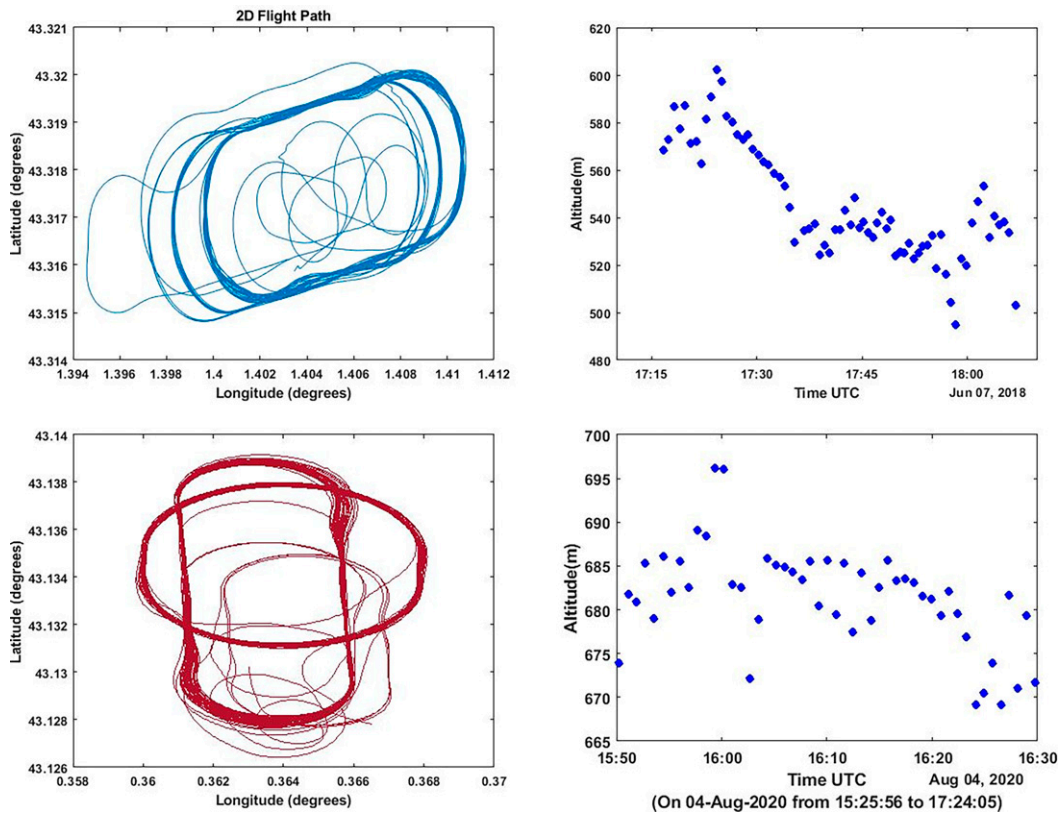 2D Flight Path
43.321
43.32
43.319
43.318
43.317
43.316
43.315
43.314
Latitude (degrees)
1.394 1.396 1.398 1.4 1.402 1.404 1.406 1.408 1.41 1.412
Longitude (degrees)
620
600
580
560
540
520
500
480
Altitude(m)
17:15 17:30 17:45 18:00
Time UTC
Jun 07, 2018
43.14
43.138
43.136
43.134
43.132
43.13
43.128
43.126
Latitude (degrees)
0.358 0.36 0.362 0.364 0.366 0.368 0.37
Longitude (degrees)
700
695
690
685
680
675
670
665
Altitude(m)
15:50 16:00 16:10 16:20 16:30
Time UTC
Aug 04, 2020
(On 04-Aug-2020 from 15:25:56 to 17:24:05)